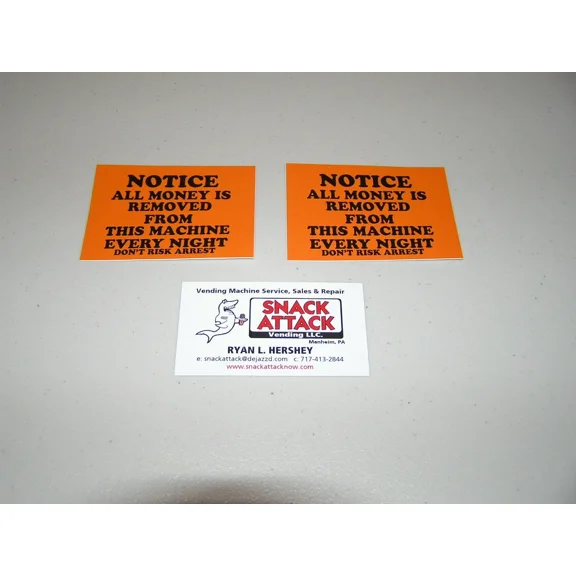 NOTICE
ALL MONEY IS
REMOVED
FROM
THIS MACHINE
EVERY NIGHT
DON'T RISK ARREST
NOTICE
ALL MONEY IS
REMOVED
FROM
THIS MACHINE
EVERY NIGHT
DON'T RISK ARREST
Vending Machine Service, Sales & Repair
SNACK
ATTACK
Vending LLC.
Manheim, PA
RYAN L. HERSHEY
e: snackattack@dejazzd.com c: 717-413-2844
www.snackattacknow.com